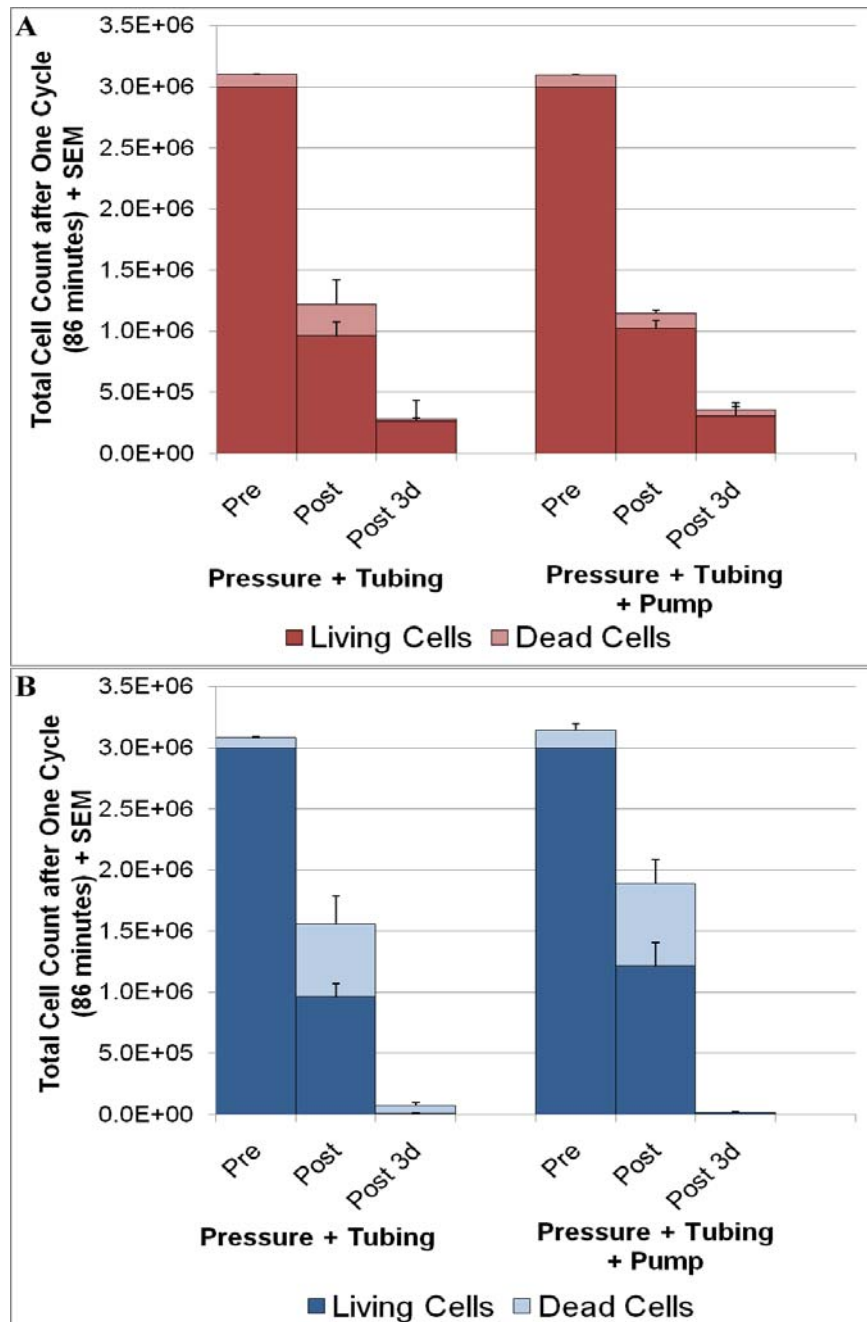 A
Total Cell Count after One Cycle
(86 minutes) + SEM
3.5E+06
3.0E+06
2.5E+06
2.0E+06
1.5E+06
1.0E+06
5.0E+05
0.0E+00
Pre
Post
Post 3d
Pre
Post
Post 3d
Pressure + Tubing
Pressure + Tubing
+ Pump
Living Cells
Dead Cells
B
Total Cell Count after One Cycle
(86 minutes) + SEM
3.5E+06
3.0E+06
2.5E+06
2.0E+06
1.5E+06
1.0E+06
5.0E+05
0.0E+00
Pre
Post
Post 3d
Pre
Post
Post 3d
Pressure + Tubing
Pressure + Tubing
+ Pump
Living Cells
Dead Cells